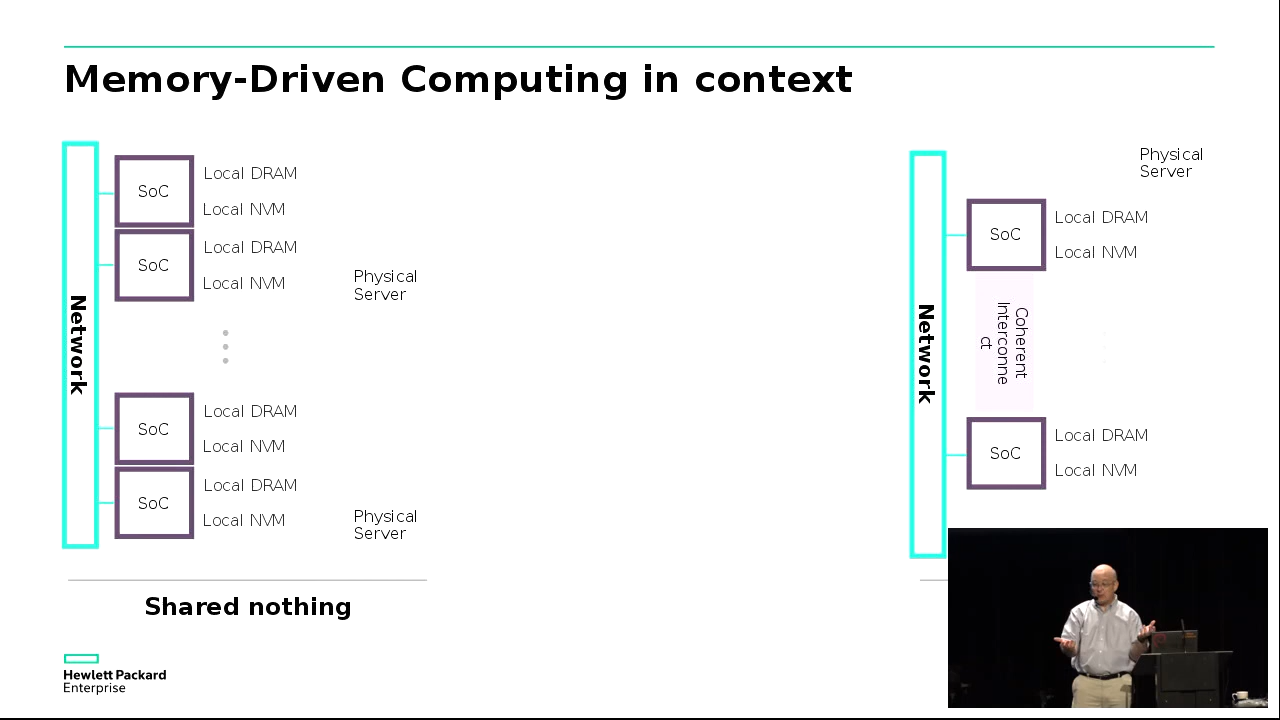 Memory-Driven Computing in context
Network
SoC
Local DRAM
Local NVM
SoC
Local DRAM
Local NVM
Physical
Server
SoC
Local DRAM
Local NVM
SoC
Local DRAM
Local NVM
Physical
Server
Shared nothing
Network
Physical
Server
SoC
Local DRAM
Local NVM
Coherent
Interconne
ct
SoC
Local DRAM
Local NVM
Hewlett Packard
Enterprise